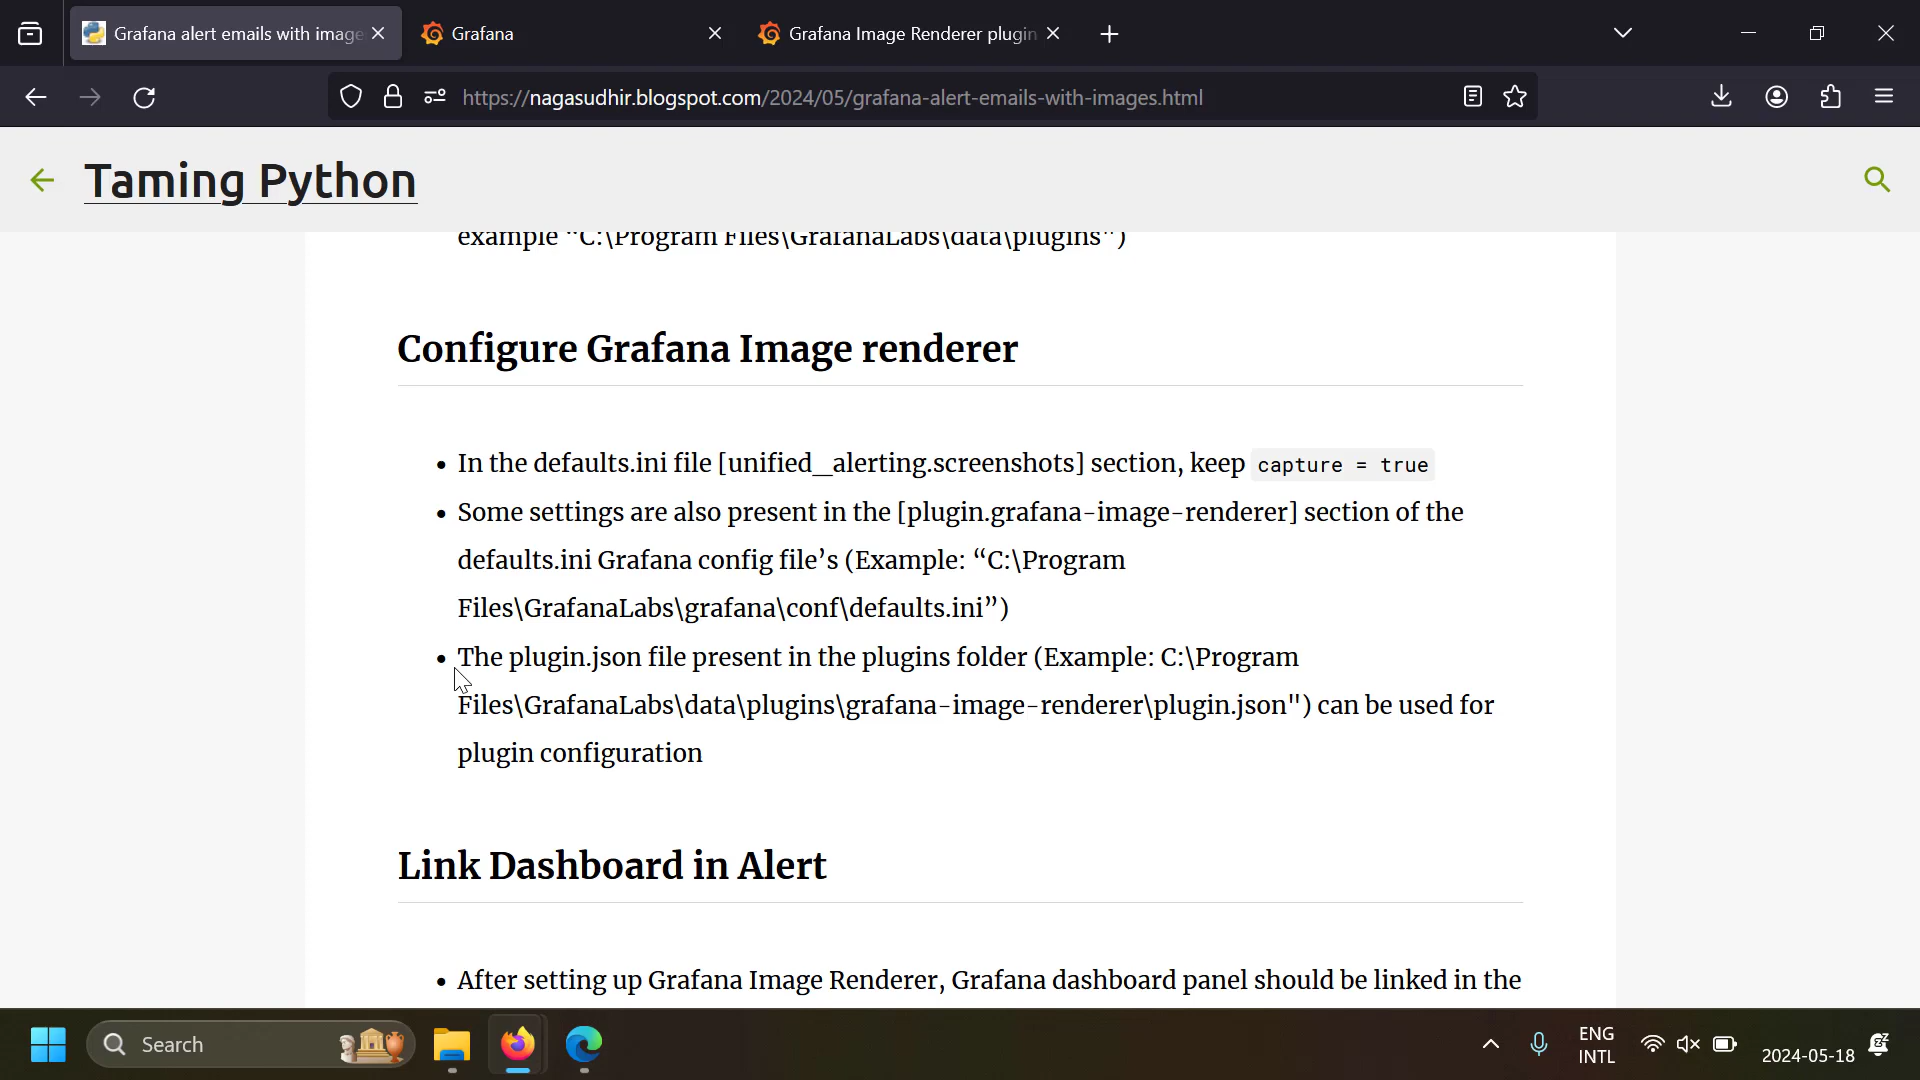 Grafana alert emails with image
Grafana
Grafana Image Renderer plugin
https://nagasudhir.blogspot.com/2024/05/grafana-alert-emails-with-images.html
Taming Python
example "C:\Program Files\GrafanaLabs\data\plugins")
Configure Grafana Image renderer
• In the defaults.ini file [unified_alerting.screenshots] section, keep capture = true
• Some settings are also present in the [plugin.grafana-image-renderer] section of the
defaults.ini Grafana config file’s (Example: “C:\Program
Files\GrafanaLabs\grafana\conf\defaults.ini”)
• The plugin.json file present in the plugins folder (Example: C:\Program
Files\GrafanaLabs\data\plugins\grafana-image-renderer\plugin.json") can be used for
plugin configuration
Link Dashboard in Alert
• After setting up Grafana Image Renderer, Grafana dashboard panel should be linked in the
Search
ENG
INTL
2024-05-18